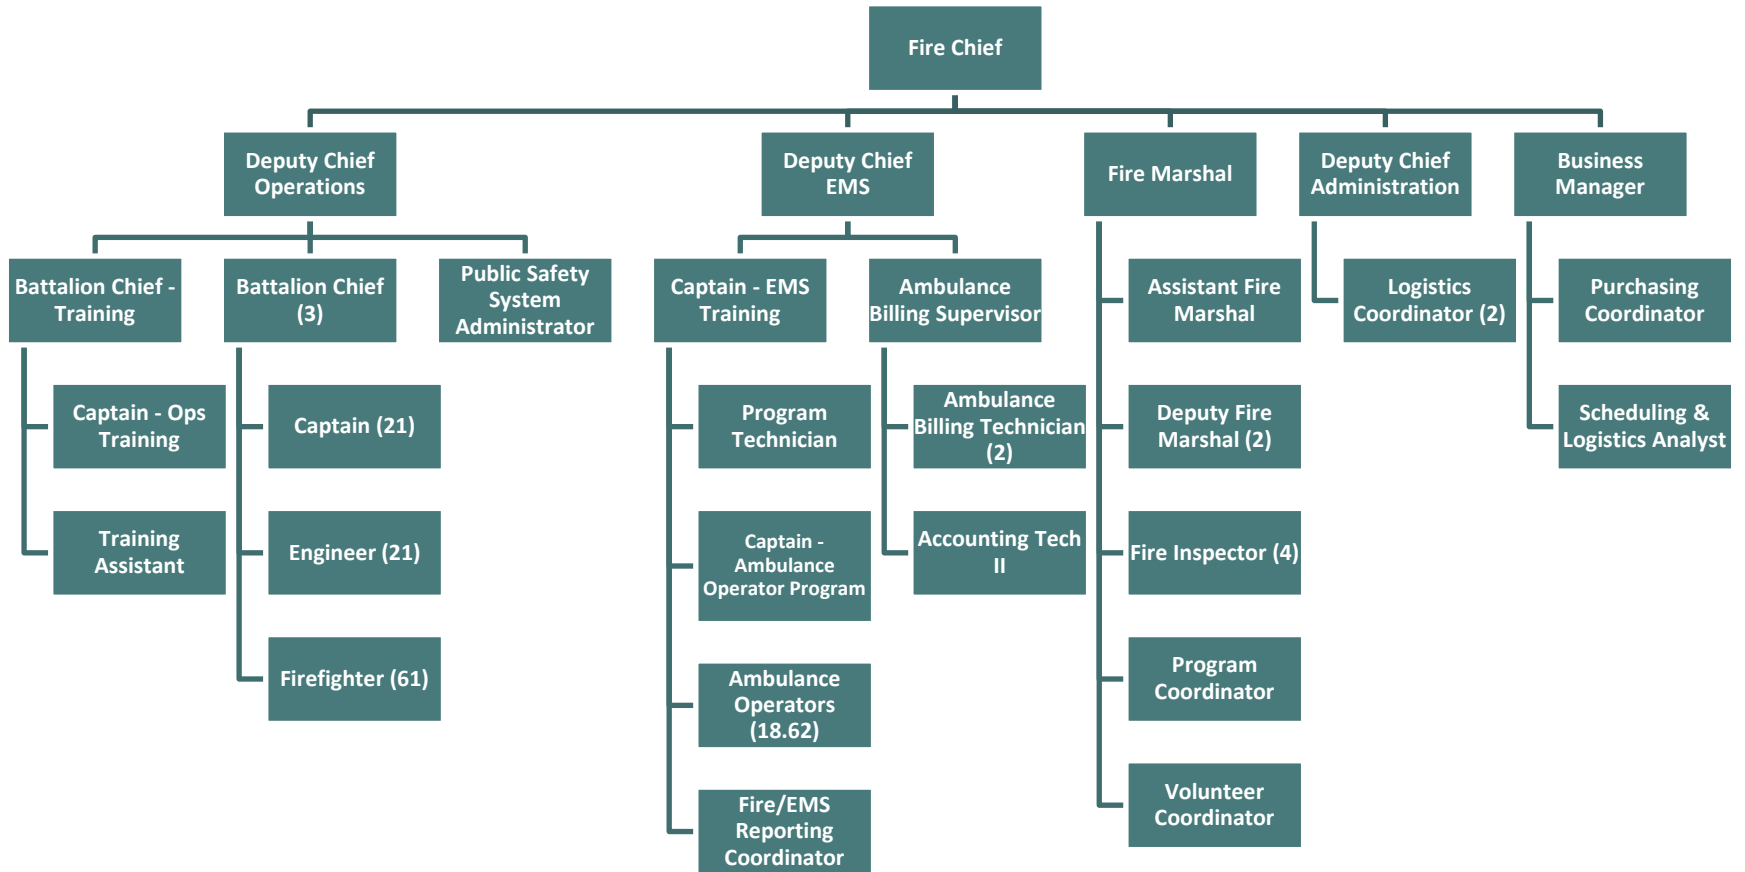 Fire Chief
Deputy Chief
Operations
Deputy Chief
EMS
Fire Marshal
Deputy Chief
Administration
Business
Manager
Battalion Chief -
Training
Battalion Chief
(3)
Public Safety
System
Administrator
Captain - EMS
Training
Ambulance
Billing Supervisor
Assistant Fire
Marshal
Logistics
Coordinator (2)
Purchasing
Coordinator
Captain - Ops
Training
Captain (21)
Program
Technician
Ambulance
Billing Technician
(2)
Deputy Fire
Marshal (2)
Scheduling &
Logistics Analyst
Training
Assistant
Engineer (21)
Captain -
Ambulance
Operator Program
Accounting Tech
II
Fire Inspector (4)
Firefighter (61)
Ambulance
Operators
(18.62)
Program
Coordinator
Fire/EMS
Reporting
Coordinator
Volunteer
Coordinator